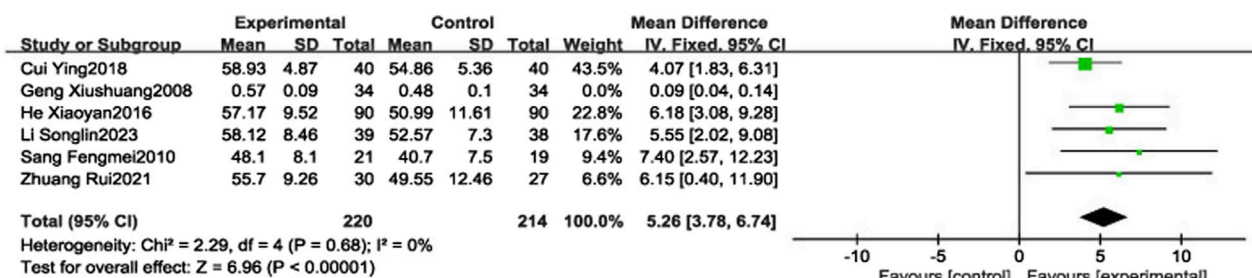 Experimental Control Mean Difference Mean Difference
Study or Subgroup Mean SD Total Mean SD Total Weight IV. Fixed. 95% CI IV. Fixed. 95% CI
Cui Ying2018 58.93 4.87 40 54.86 5.36 40 43.5% 4.07 [1.83, 6.31]
Geng Xiushuang2008 0.57 0.09 34 0.48 0.1 34 0.0% 0.09 [0.04, 0.14]
He Xiaoyan2016 57.17 9.52 90 50.99 11.61 90 22.8% 6.18 [3.08, 9.28]
Li Songlin2023 58.12 8.46 39 52.57 7.3 38 17.6% 5.55 [2.02, 9.08]
Sang Fengmei2010 48.1 8.1 21 40.7 7.5 19 9.4% 7.40 [2.57, 12.23]
Zhuang Rui2021 55.7 9.26 30 49.55 12.46 27 6.6% 6.15 [0.40, 11.90]
Total (95% CI) 220 214 100.0% 5.26 [3.78, 6.74]
Heterogeneity: Chi² = 2.29, df = 4 (P = 0.68); I² = 0%
Test for overall effect: Z = 6.96 (P < 0.00001)
-10 -5 0 5 10
Favours [control] Favours [experimental]